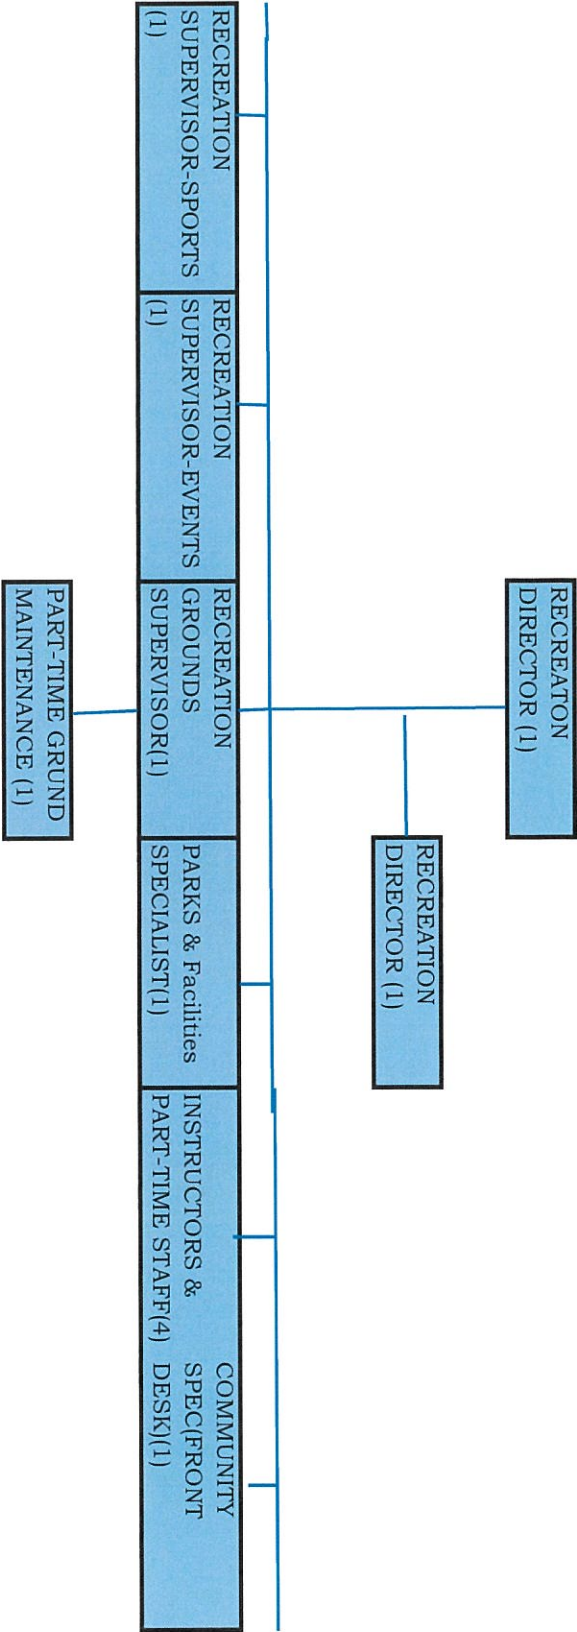 RECREATON
DIRECTOR (1)
RECREATION
DIRECTOR (1)
RECREATION
SUPERVISOR-SPORTS
(1)
RECREATION
SUPERVISOR-EVENTS
(1)
RECREATION
GROUNDS
SUPERVISOR(1)
PARKS & Facilities
SPECIALIST(1)
INSTRUCTORS &
PART-TIME STAFF(4)
COMMUNITY
SPEC(FRONT
DESK)(1)
PART-TIME GRUND
MAINTENANCE (1)